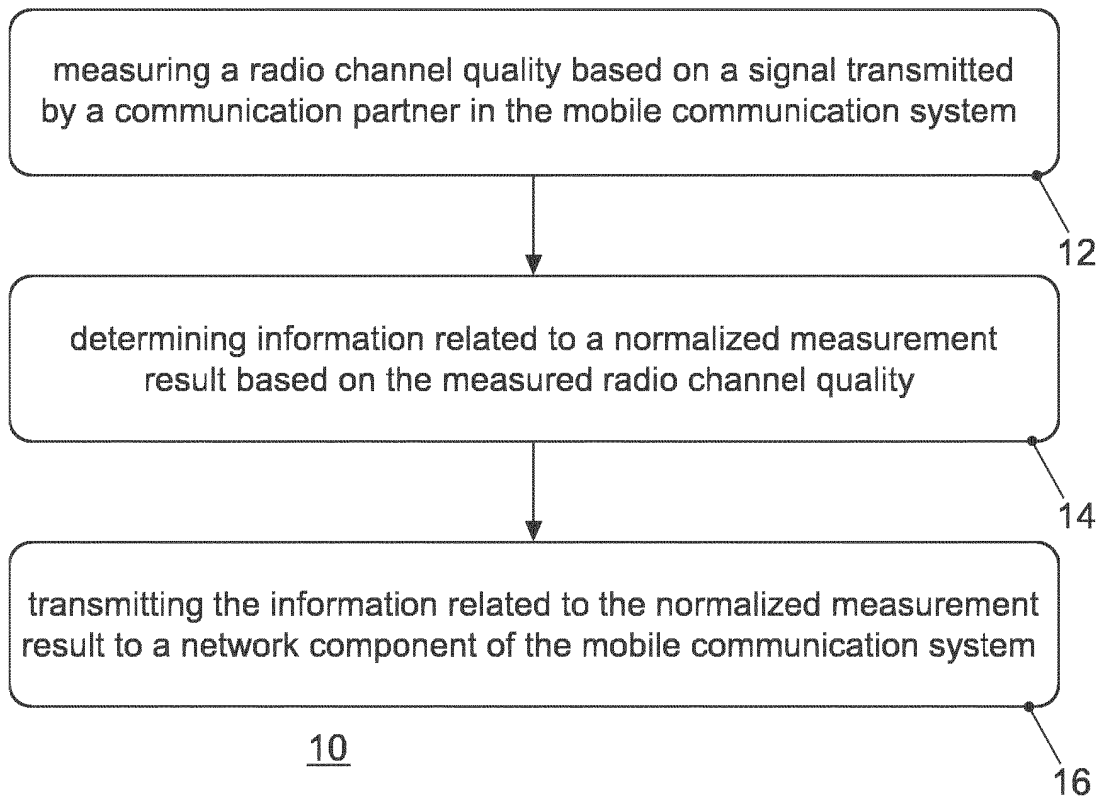 measuring a radio channel quality based on a signal transmitted
by a communication partner in the mobile communication system
12
determining information related to a normalized measurement
result based on the measured radio channel quality
14
transmitting the information related to the normalized measurement
result to a network component of the mobile communication system
10
16